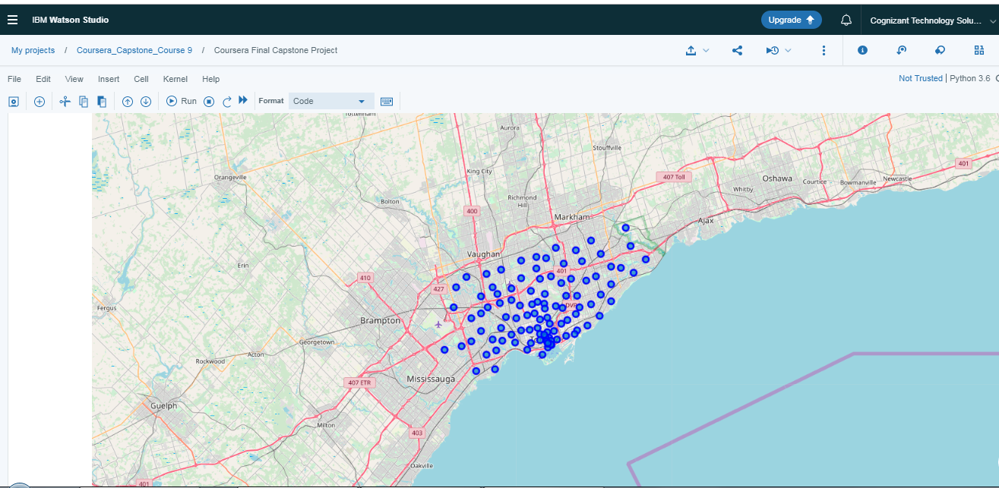 IBM Watson Studio
Upgrade
Cognizant Technology Solu...
My projects / Coursera_Capstone_Course 9 / Coursera Final Capstone Project
File Edit View Insert Cell Kernel Help
Not Trusted | Python 3.6
Run
Format
Code
Tottenham
Aurora
Stouffville
King City
Orangeville
407 Toll
401
Oshawa
Courtice
Bowmanville
Newcastle
Whitby
Richmond
Hill
Bolton
400
Markham
Ajax
Vaughan
Erin
401
410
427
Fergus
DVP
Brampton
Georgetown
Acton
Rockwood
Mississauga
407 ETR
Guelph
Milton
403
Oakville
401